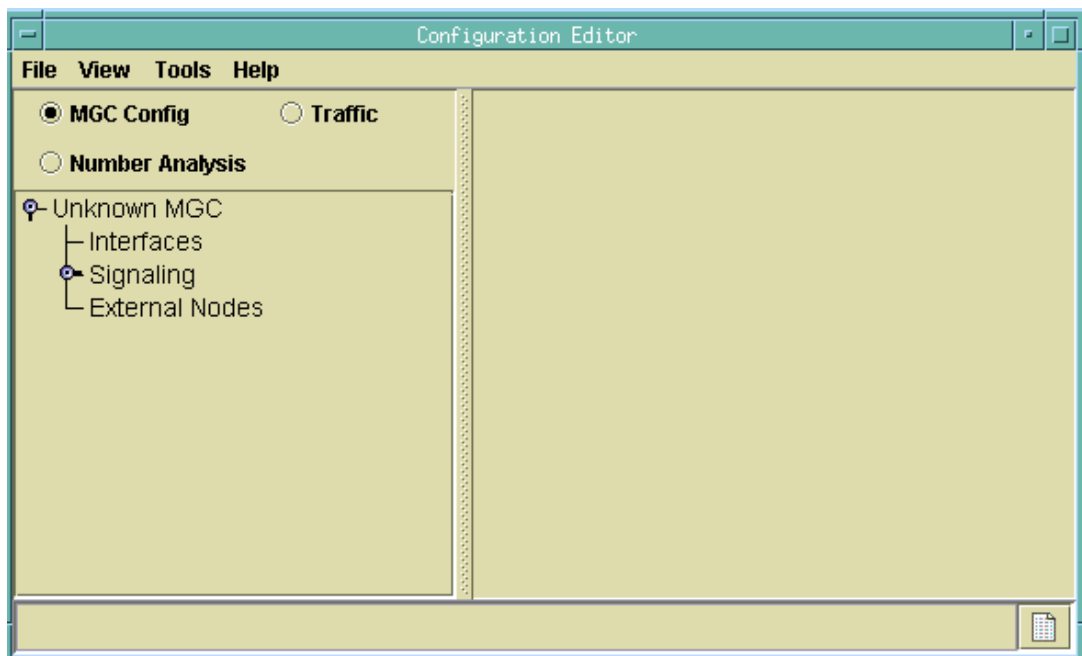 Configuration Editor
File View Tools Help
MGC Config Traffic
Number Analysis
Unknown MGC
Interfaces
Signaling
External Nodes